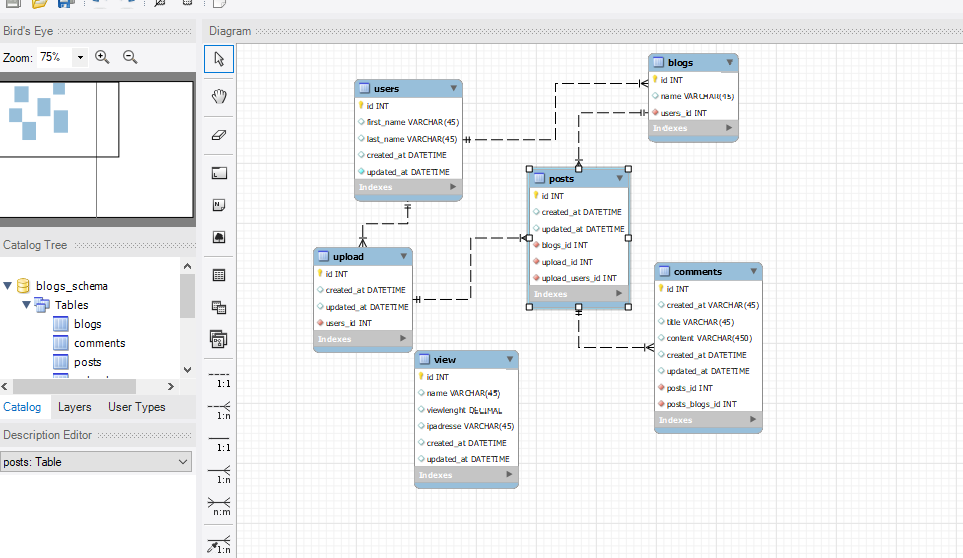 Bird's Eye
Zoom: 75%
Catalog Tree
blogs_schema
Tables
blogs
comments
posts
Catalog Layers User Types
Description Editor
posts: Table
1:1
1:n
1:1
1:n
n:m
1:n
Diagram
users
id INT
first_name VARCHAR(45)
last_name VARCHAR(45)
created_at DATETIME
updated_at DATETIME
Indexes
blogs
id INT
name VARCHAR(45)
users_id INT
Indexes
posts
id INT
created_at DATETIME
updated_at DATETIME
blogs_id INT
upload_id INT
upload_users_id INT
Indexes
upload
id INT
created_at DATETIME
updated_at DATETIME
users_id INT
Indexes
comments
id INT
created_at VARCHAR(45)
title VARCHAR(45)
content VARCHAR(450)
created_at DATETIME
updated_at DATETIME
posts_id INT
posts_blogs_id INT
Indexes
view
id INT
name VARCHAR(45)
viewlenght DECIMAL
ipadresse VARCHAR(45)
created_at DATETIME
updated_at DATETIME
Indexes